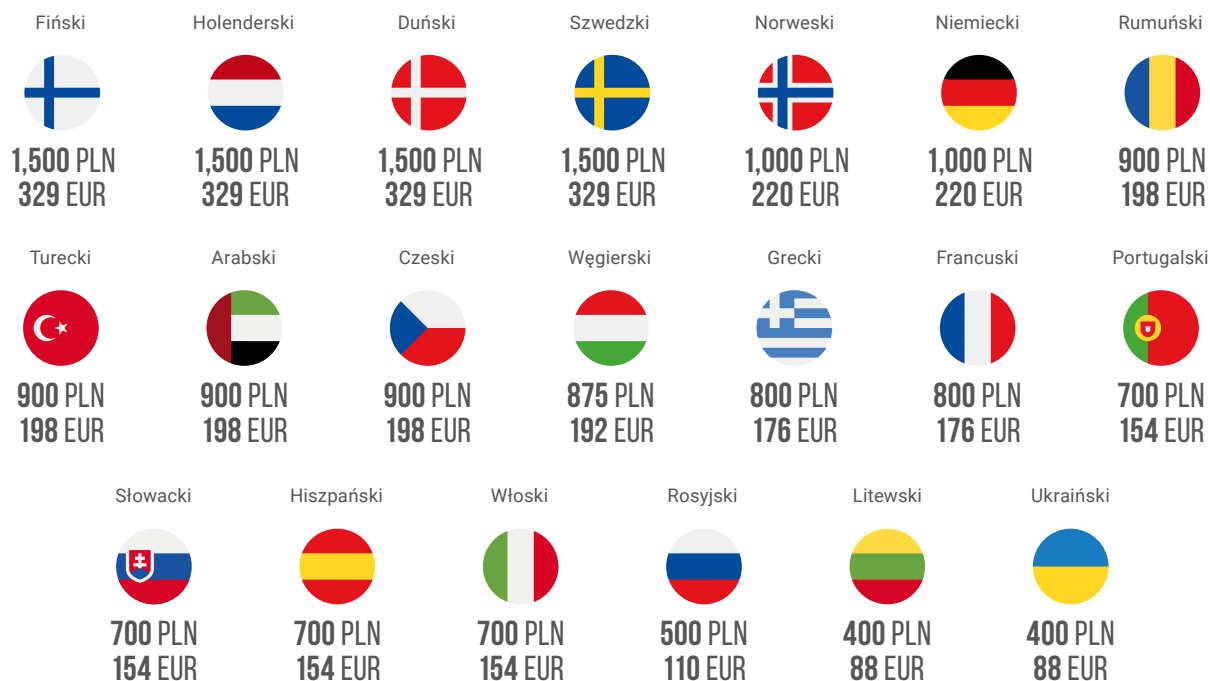 Fiński
Holenderski
Duński
Szwedzki
Norweski
Niemiecki
Rumuński
1,500 PLN
329 EUR
1,500 PLN
329 EUR
1,500 PLN
329 EUR
1,500 PLN
329 EUR
1,000 PLN
220 EUR
1,000 PLN
220 EUR
900 PLN
198 EUR
Turecki
Arabski
Czeski
Węgierski
Grecki
Francuski
Portugalski
900 PLN
198 EUR
900 PLN
198 EUR
900 PLN
198 EUR
875 PLN
192 EUR
800 PLN
176 EUR
800 PLN
176 EUR
700 PLN
154 EUR
Słowacki
Hiszpański
Włoski
Rosyjski
Litewski
Ukraiński
700 PLN
154 EUR
700 PLN
154 EUR
700 PLN
154 EUR
500 PLN
110 EUR
400 PLN
88 EUR
400 PLN
88 EUR